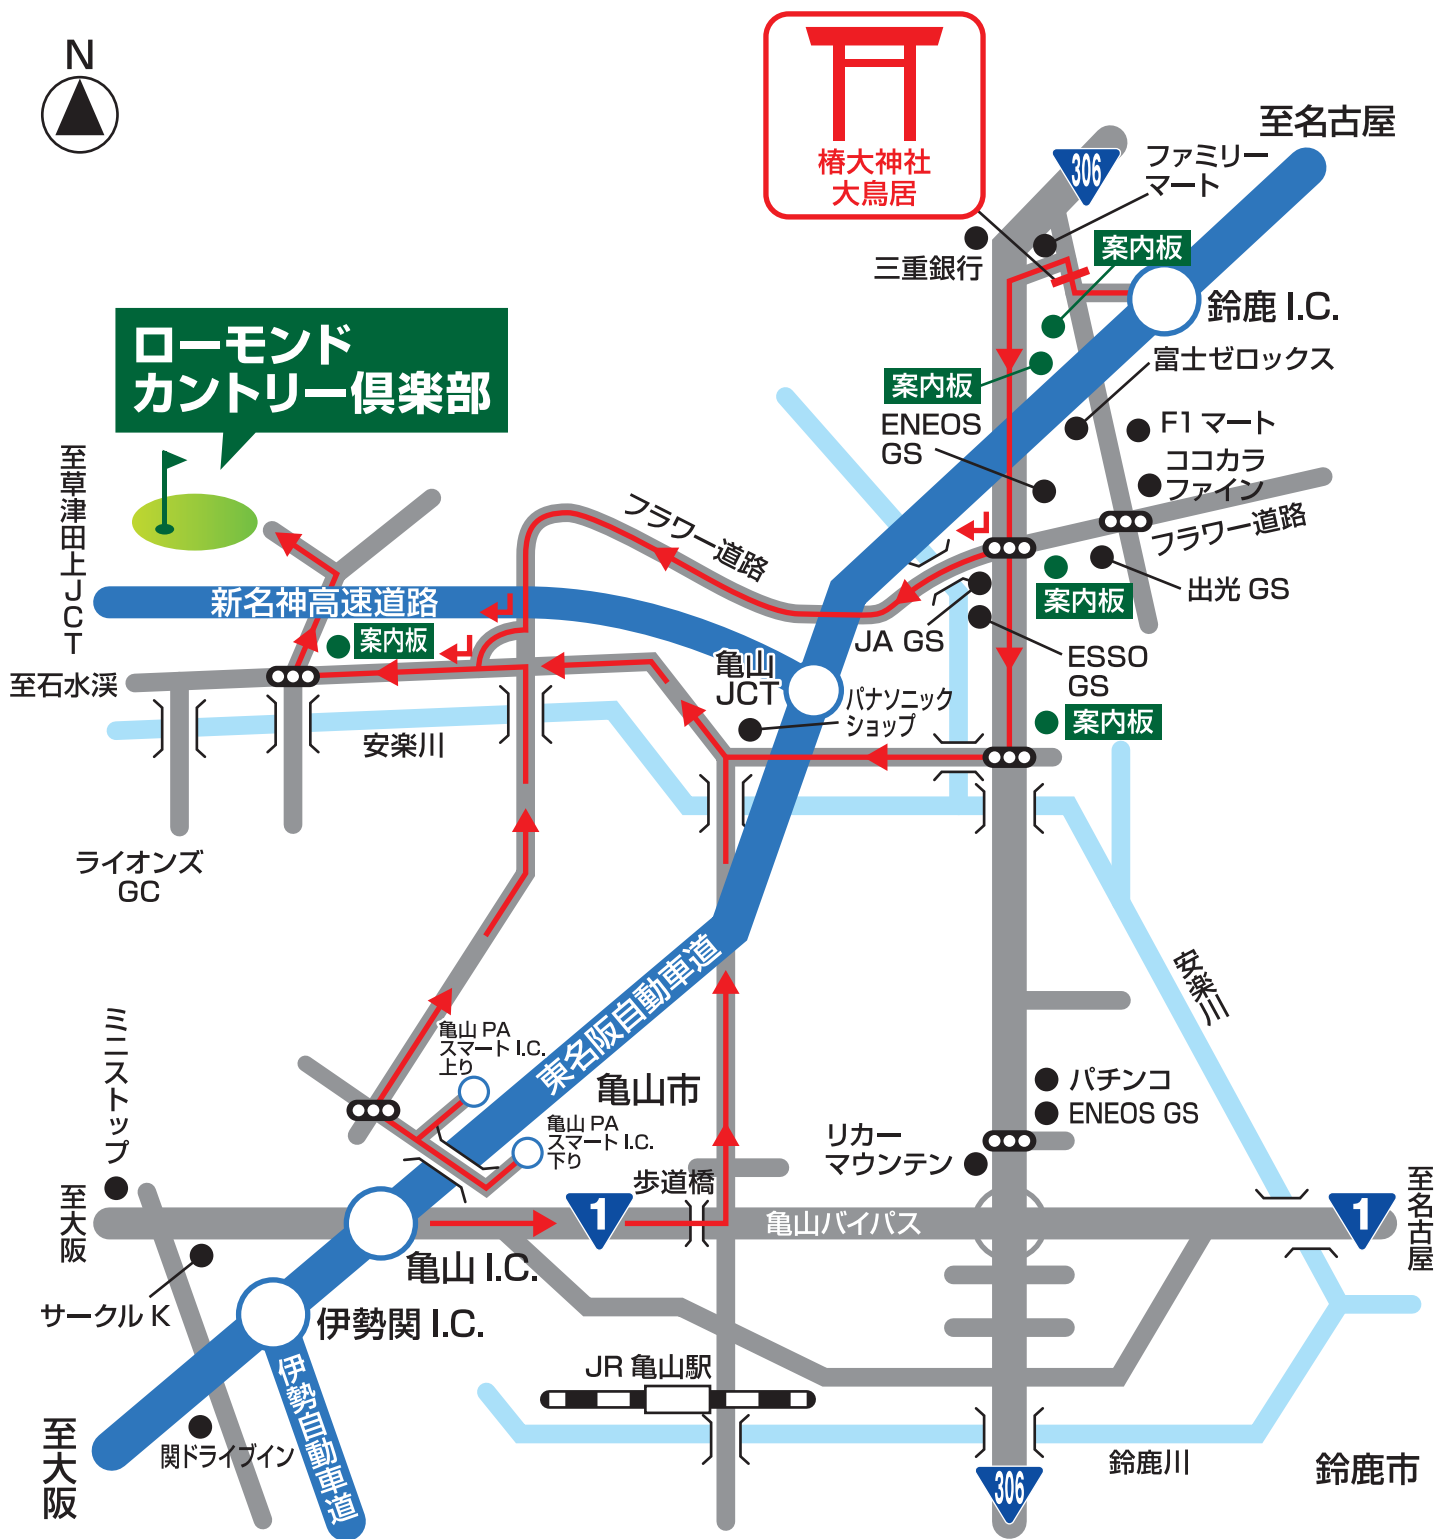 N
椿大神社
大鳥居
至名古屋
306
ファミリー
マート
案内板
三重銀行
鈴鹿 I.C.
ローモンド
カントリー倶楽部
富士ゼロックス
案内板
ENEOS
GS
F1 マート
ココカラ
ファイン
至草津田上JCT
フラワー道路
フラワー道路
出光 GS
案内板
新名神高速道路
案内板
JA GS
ESSO
GS
至石水渓
亀山
JCT
パナソニック
ショップ
案内板
安楽川
ライオンズ
GC
安楽川
東名阪自動車道
ミニストップ
亀山 PA
スマート I.C.
上り
亀山市
パチンコ
ENEOS GS
亀山 PA
スマート I.C.
下り
リカー
マウンテン
歩道橋
至大阪
1
亀山バイパス
1
至名古屋
亀山 I.C.
サークル K
伊勢関 I.C.
伊勢自動車道
JR 亀山駅
至大阪
関ドライブイン
鈴鹿川
鈴鹿市
306